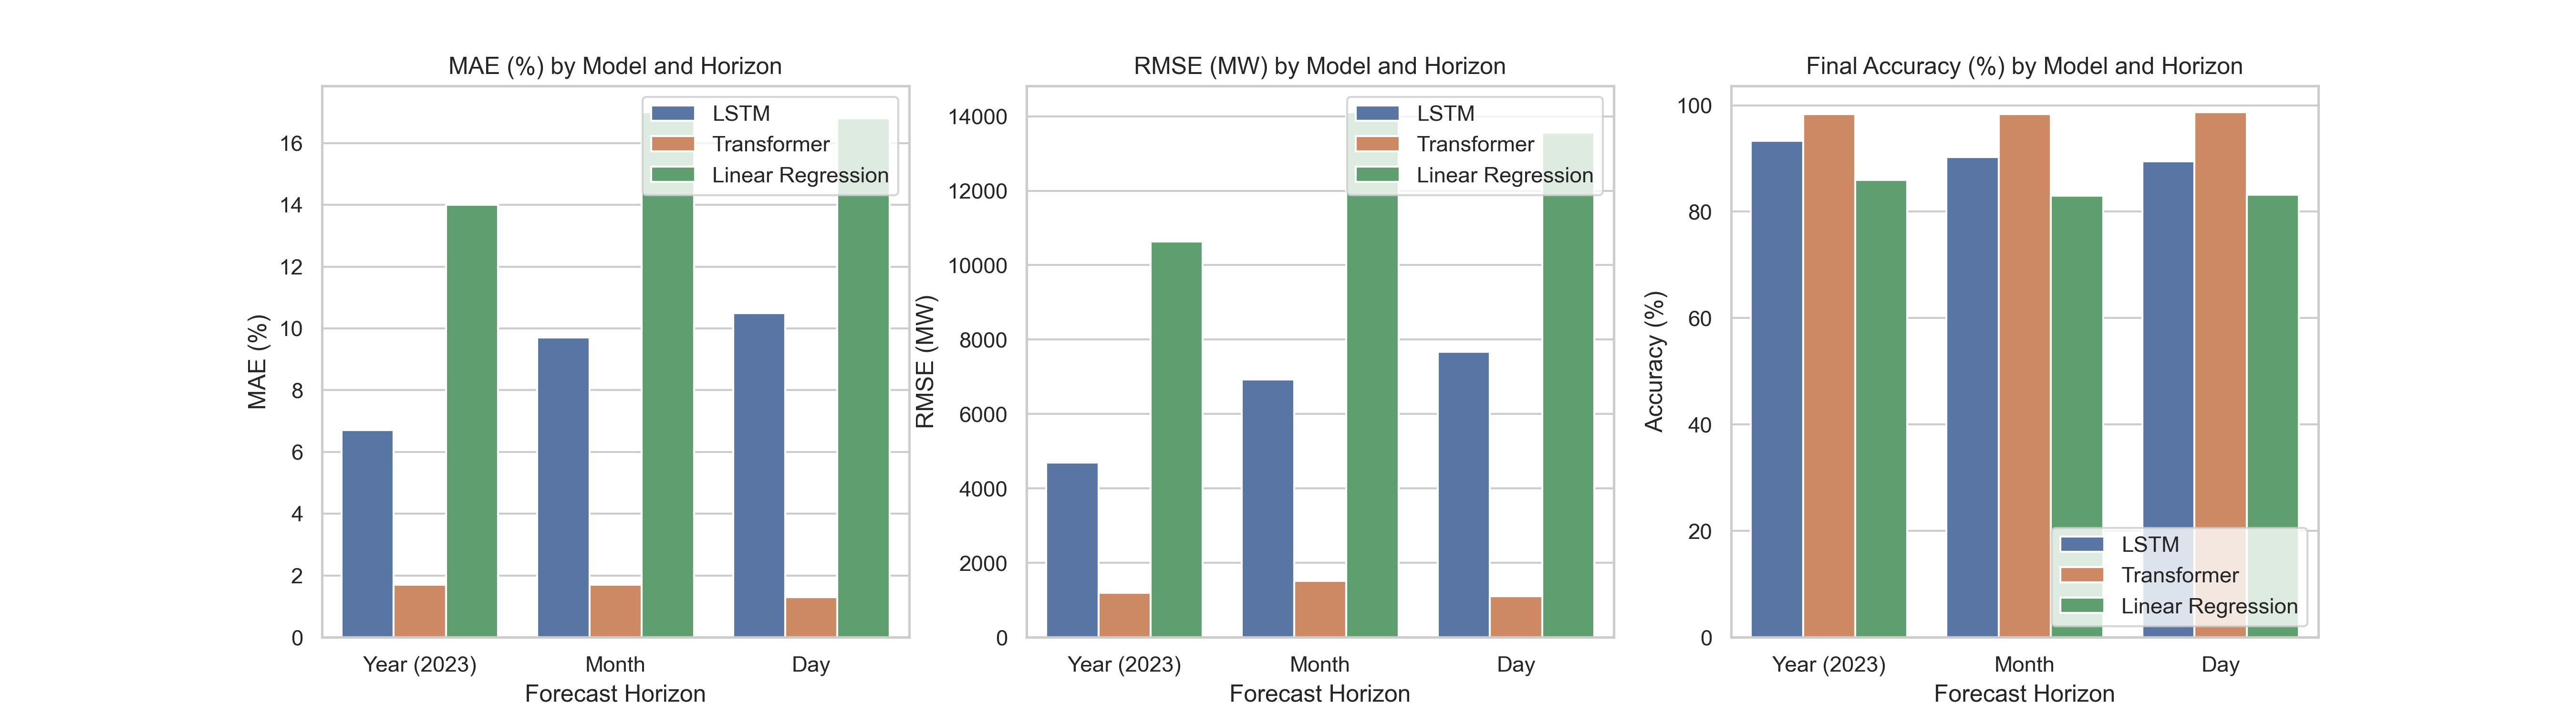 MAE (%) by Model and Horizon
LSTM
Transformer
Linear Regression
MAE (%)
16
14
12
10
8
6
4
2
0
Year (2023)
Month
Day
Forecast Horizon
RMSE (MW) by Model and Horizon
LSTM
Transformer
Linear Regression
RMSE (MW)
14000
12000
10000
8000
6000
4000
2000
0
Year (2023)
Month
Day
Forecast Horizon
Final Accuracy (%) by Model and Horizon
Accuracy (%)
100
80
60
40
20
0
LSTM
Transformer
Linear Regression
Year (2023)
Month
Day
Forecast Horizon